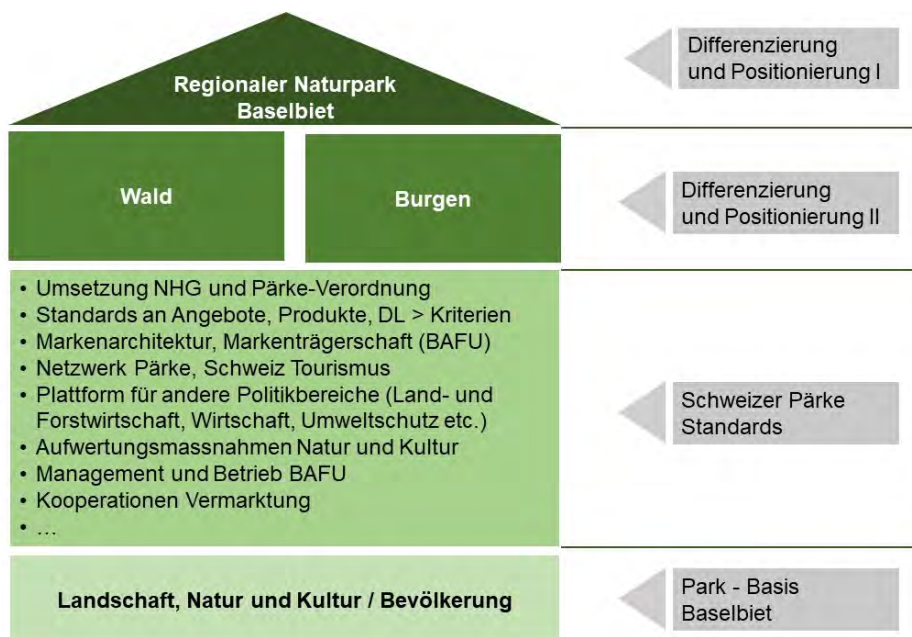 Regionaler Naturpark
Baselbiet
Differenzierung
und Positionierung I
Wald
Burgen
Differenzierung
und Positionierung II
• Umsetzung NHG und Pärke-Verordnung
• Standards an Angebote, Produkte, DL > Kriterien
• Markenarchitektur, Markenträgerschaft (BAFU)
• Netzwerk Pärke, Schweiz Tourismus
• Plattform für andere Politikbereiche (Land- und
Forstwirtschaft, Wirtschaft, Umweltschutz etc.)
• Aufwertungsmassnahmen Natur und Kultur
• Management und Betrieb BAFU
• Kooperationen Vermarktung
• …
Schweizer Pärke
Standards
Landschaft, Natur und Kultur / Bevölkerung
Park - Basis
Baselbiet